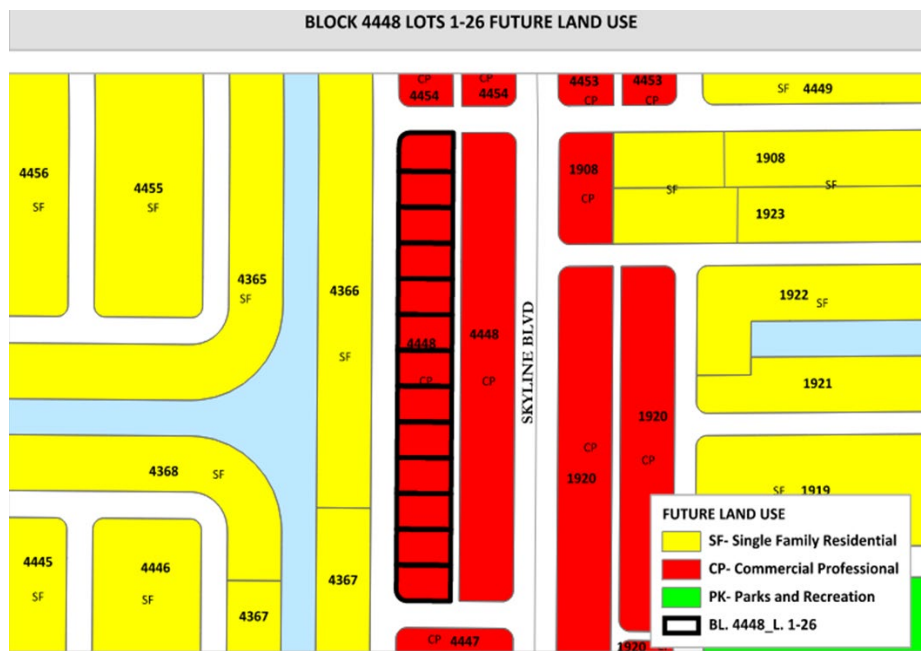 BLOCK 4448 LOTS 1-26 FUTURE LAND USE
CP
4454
CP
4454
4453
CP
4453
CP
SF 4449
4456
SF
4455
SF
1908
CP
1908
SF
SF
1923
4365
SF
4366
SF
4448
CP
4448
CP
SKYLINE BLVD
1922 SF
1921
1920
CP
1920
CP
4368 SF
SF 1919
4445
SF
4446
SF
4367
4367
CP 4447
1920
FUTURE LAND USE
SF- Single Family Residential
CP- Commercial Professional
PK- Parks and Recreation
BL. 4448_L. 1-26